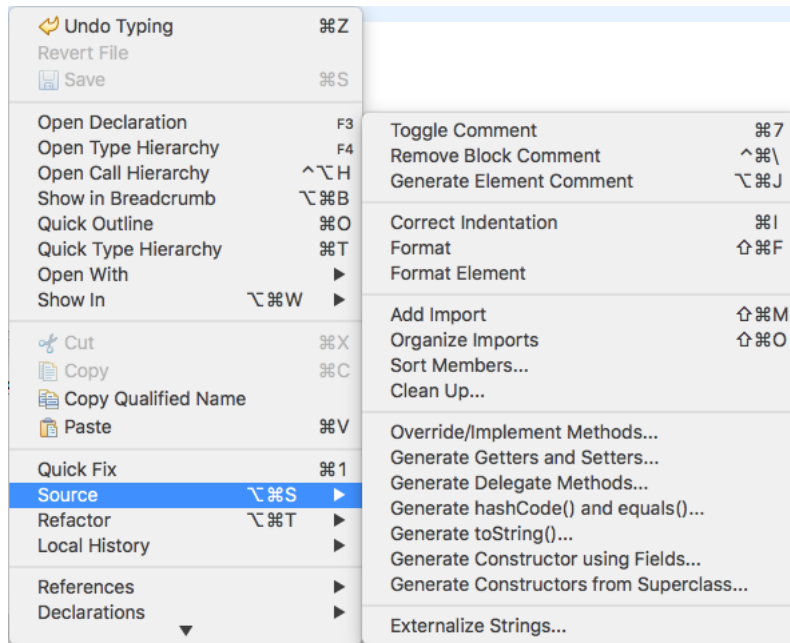 Undo Typing ⌘Z
Revert File
Save ⌘S
Open Declaration F3
Open Type Hierarchy F4
Open Call Hierarchy ^⌥H
Show in Breadcrumb ⌥⌘B
Quick Outline ⌘O
Quick Type Hierarchy ⌘T
Open With ▶
Show In ⌥⌘W ▶
Cut ⌘X
Copy ⌘C
Copy Qualified Name
Paste ⌘V
Quick Fix ⌘1
Source ⌥⌘S ▶
Refactor ⌥⌘T ▶
Local History ▶
References ▶
Declarations ▶
Toggle Comment ⌘7
Remove Block Comment ^⌘\
Generate Element Comment ⌥⌘J
Correct Indentation ⌘I
Format ⇧⌘F
Format Element
Add Import ⇧⌘M
Organize Imports ⇧⌘O
Sort Members...
Clean Up...
Override/Implement Methods...
Generate Getters and Setters...
Generate Delegate Methods...
Generate hashCode() and equals()...
Generate toString()...
Generate Constructor using Fields...
Generate Constructors from Superclass...
Externalize Strings...